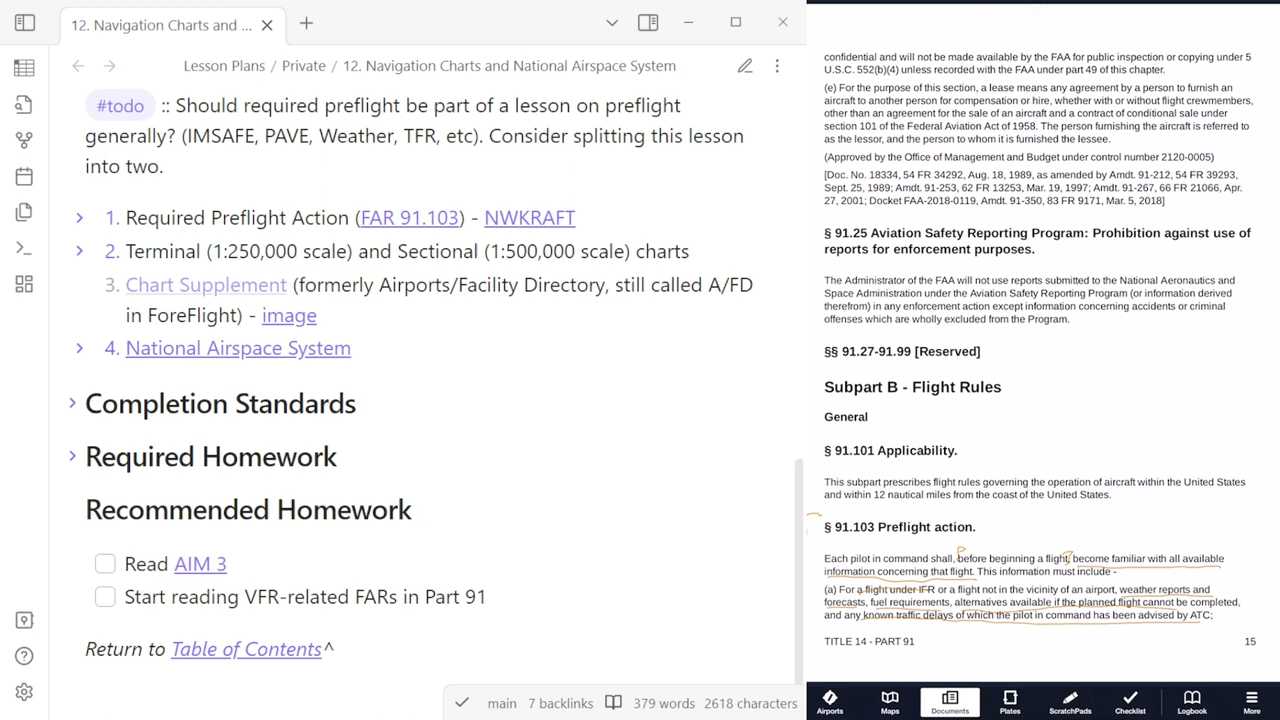 12. Navigation Charts and ...
Lesson Plans / Private / 12. Navigation Charts and National Airspace System
#todo :: Should required preflight be part of a lesson on preflight
generally? (IMSAFE, PAVE, Weather, TFR, etc). Consider splitting this lesson
into two.
1. Required Preflight Action (FAR 91.103) - NWKRAFT
2. Terminal (1:250,000 scale) and Sectional (1:500,000 scale) charts
3. Chart Supplement (formerly Airports/Facility Directory, still called A/FD
in ForeFlight) - image
4. National Airspace System
Completion Standards
Required Homework
Recommended Homework
Read AIM 3
Start reading VFR-related FARs in Part 91
Return to Table of Contents^
main 7 backlinks 379 words 2618 characters
confidential and will not be made available by the FAA for public inspection or copying under 5
U.S.C. 552(b)(4) unless recorded with the FAA under part 49 of this chapter.
(e) For the purpose of this section, a lease means any agreement by a person to furnish an
aircraft to another person for compensation or hire, whether with or without flight crewmembers,
other than an agreement for the sale of an aircraft and a contract of conditional sale under
section 101 of the Federal Aviation Act of 1958. The person furnishing the aircraft is referred to
as the lessor, and the person to whom it is furnished the lessee.
(Approved by the Office of Management and Budget under control number 2120-0005)
[Doc. No. 18334, 54 FR 34292, Aug. 18, 1989, as amended by Amdt. 91-212, 54 FR 39293,
Sept. 25, 1989; Amdt. 91-253, 62 FR 13253, Mar. 19, 1997; Amdt. 91-267, 66 FR 21066, Apr.
27, 2001; Docket FAA-2018-0119, Amdt. 91-350, 83 FR 9171, Mar. 5, 2018]
§ 91.25 Aviation Safety Reporting Program: Prohibition against use of
reports for enforcement purposes.
The Administrator of the FAA will not use reports submitted to the National Aeronautics and
Space Administration under the Aviation Safety Reporting Program (or information derived
therefrom) in any enforcement action except information concerning accidents or criminal
offenses which are wholly excluded from the Program.
§§ 91.27-91.99 [Reserved]
Subpart B - Flight Rules
General
§ 91.101 Applicability.
This subpart prescribes flight rules governing the operation of aircraft within the United States
and within 12 nautical miles from the coast of the United States.
§ 91.103 Preflight action.
Each pilot in command shall, before beginning a flight, become familiar with all available
information concerning that flight. This information must include -
(a) For a flight under IFR or a flight not in the vicinity of an airport, weather reports and
forecasts, fuel requirements, alternatives available if the planned flight cannot be completed,
and any known traffic delays of which the pilot in command has been advised by ATC;
TITLE 14 - PART 91 15
Airports Maps Documents Plates ScratchPads Checklist Logbook More